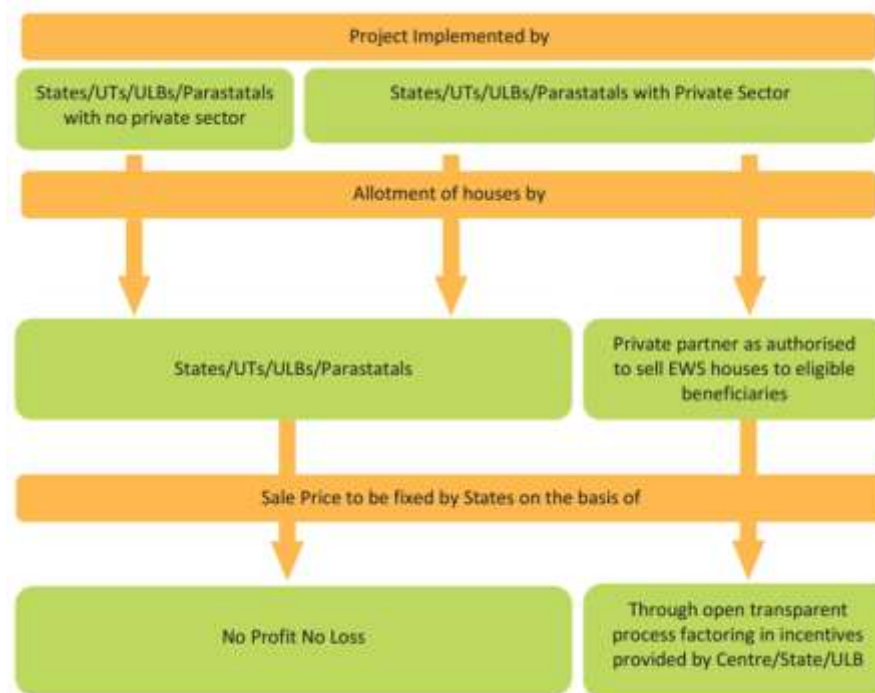 Project Implemented by
States/UTs/ULBs/Parastatals
with no private sector
States/UTs/ULBs/Parastatals with Private Sector
Allotment of houses by
States/UTs/ULBs/Parastatals
Private partner as authorised
to sell EWS houses to eligible
beneficiaries
Sale Price to be fixed by States on the basis of
No Profit No Loss
Through open transparent
process factoring in incentives
provided by Centre/State/ULB